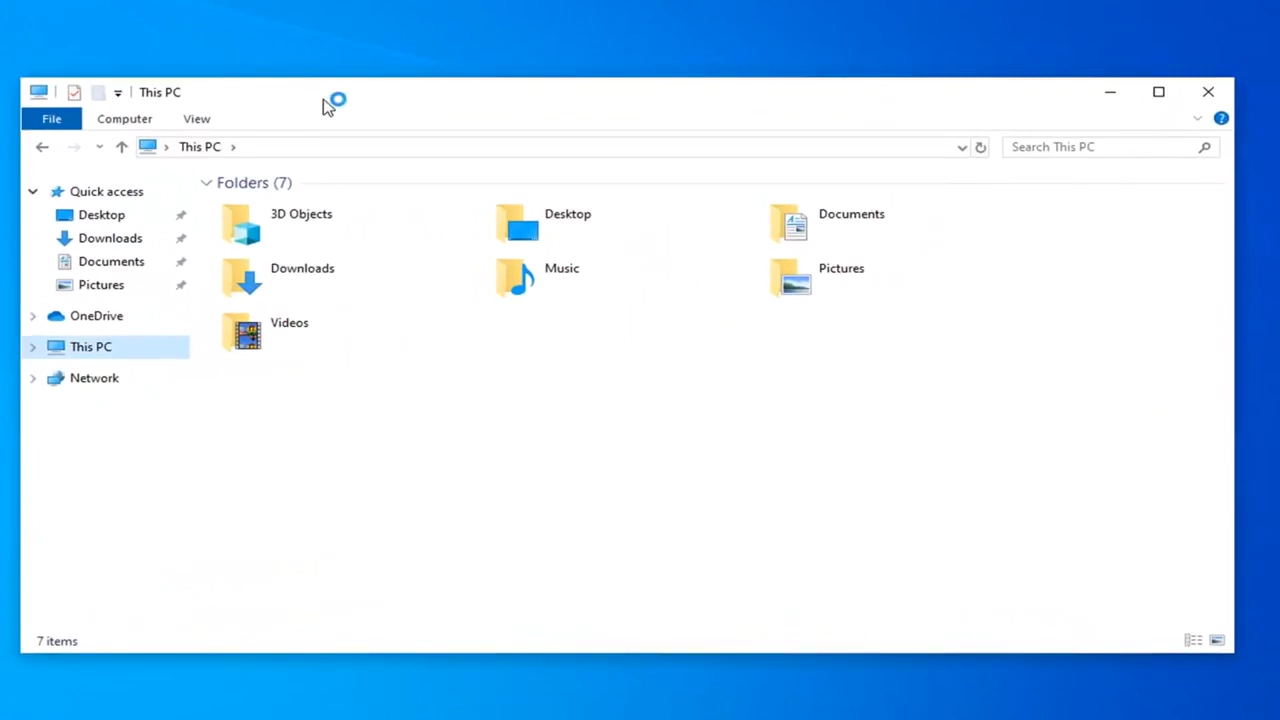 This PC
File Computer View
This PC
Search This PC
Quick access
Desktop
Downloads
Documents
Pictures
OneDrive
This PC
Network
Folders (7)
3D Objects
Desktop
Documents
Downloads
Music
Pictures
Videos
7 items